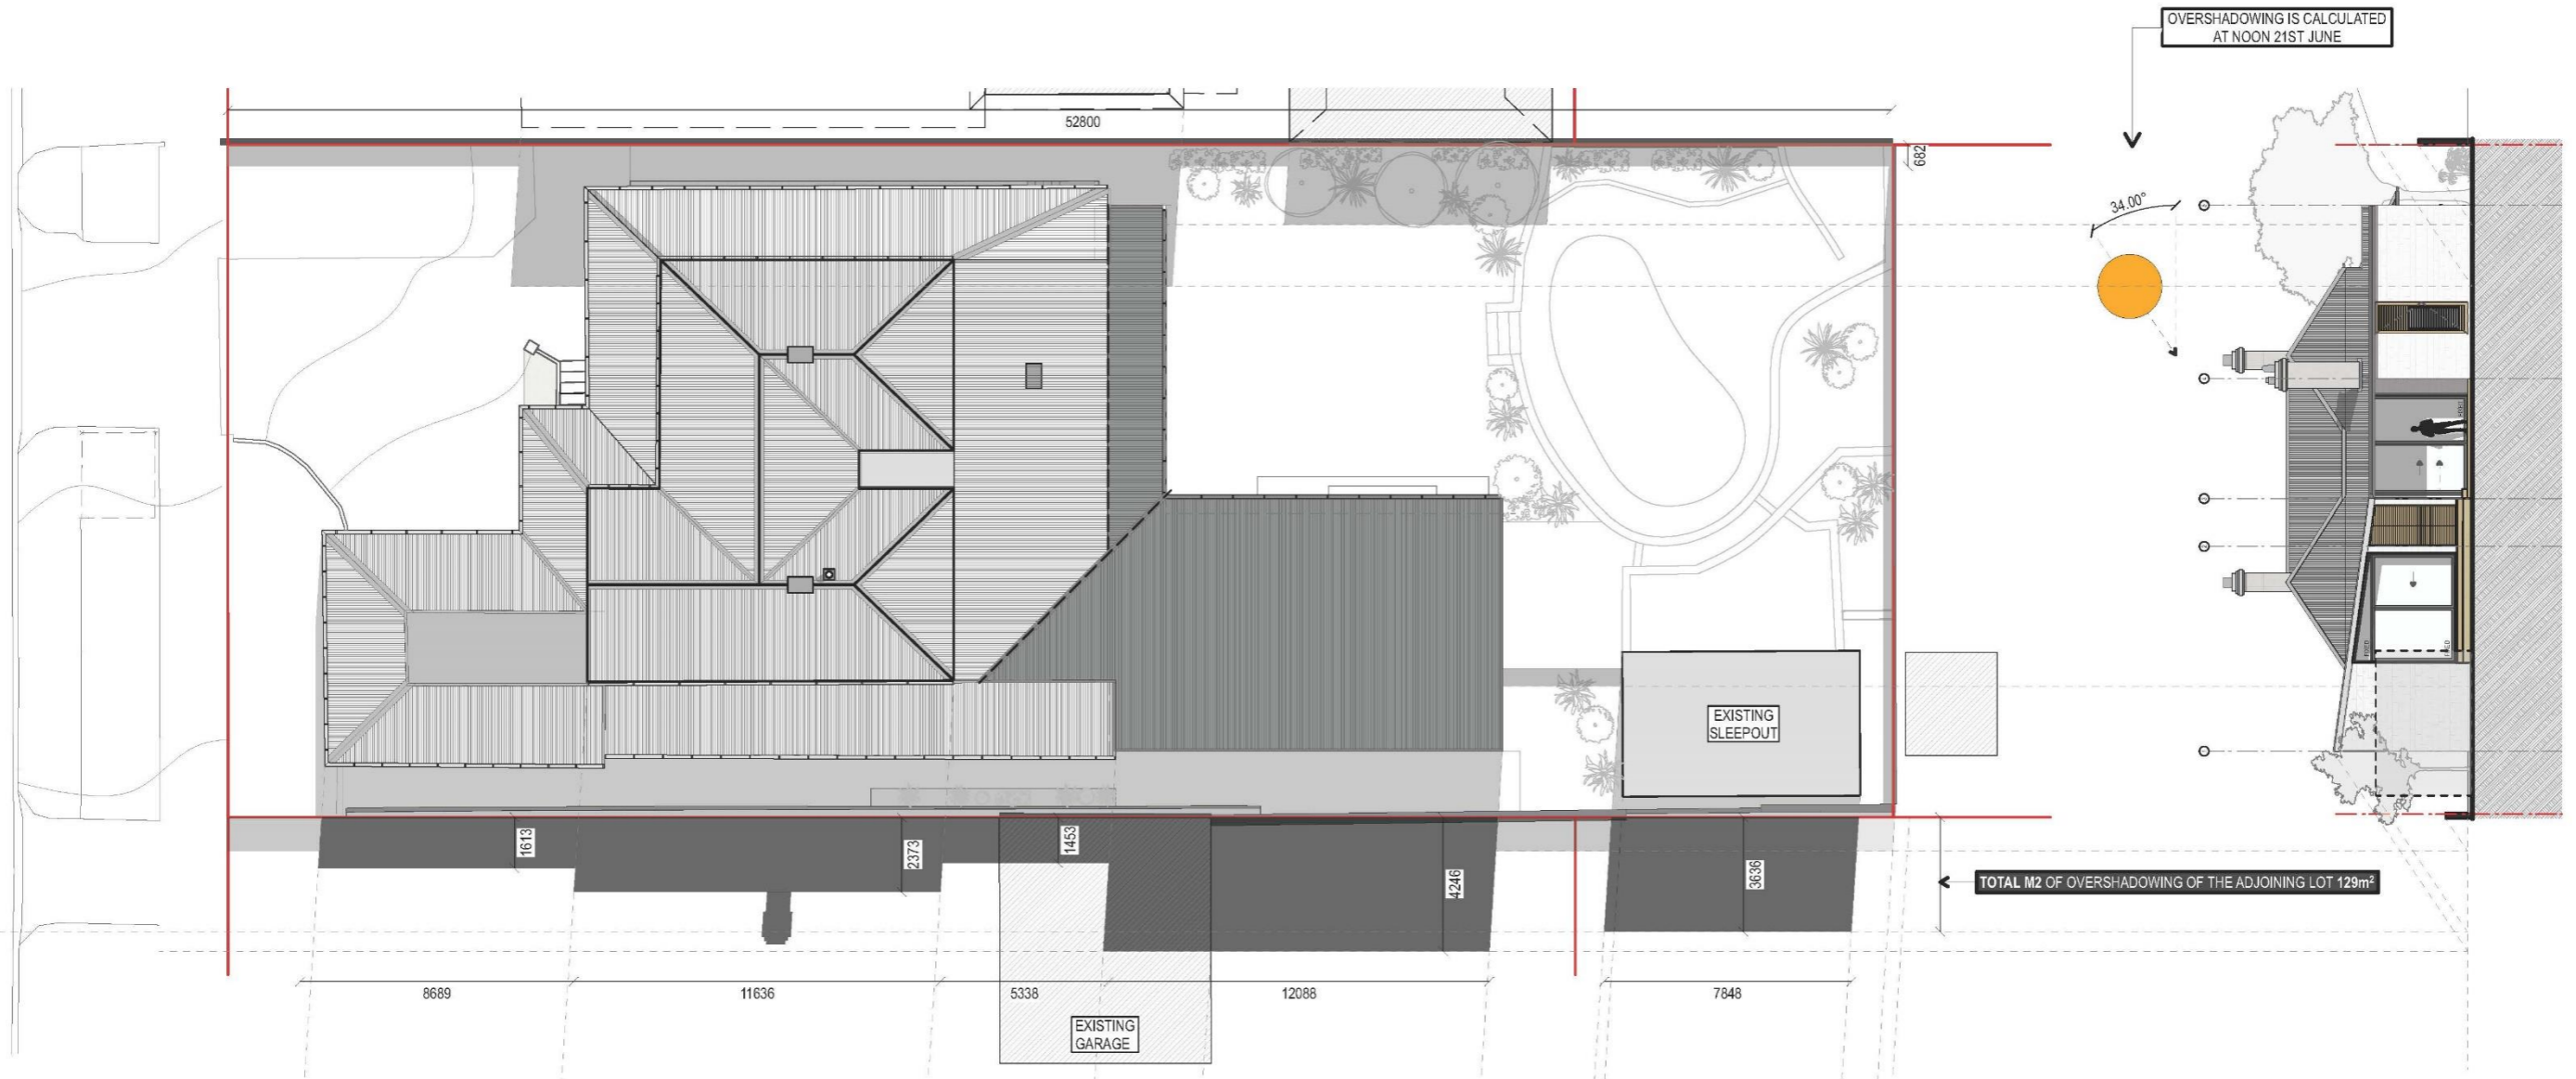 OVERSHADOWING IS CALCULATED
AT NOON 21ST JUNE
52800
682
34.00°
EXISTING
SLEEPOUT
1613
2373
1453
4246
3636
TOTAL M2 OF OVERSHADOWING OF THE ADJOINING LOT 129m²
8689
11636
5338
12088
7848
EXISTING
GARAGE